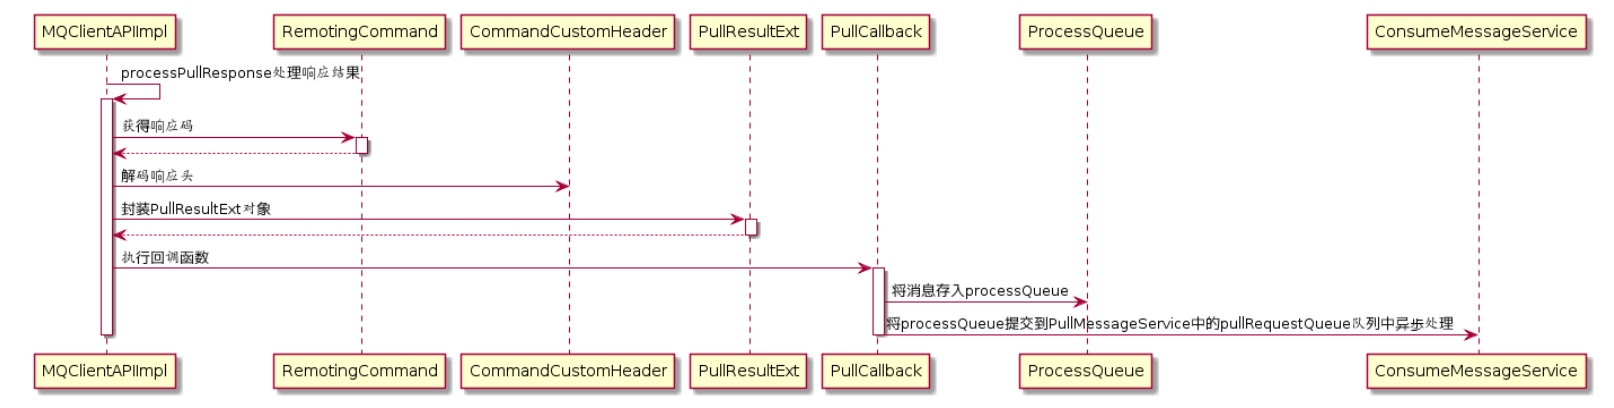 MQClientAPIImpl
RemotingCommand
CommandCustomHeader
PullResultExt
PullCallback
ProcessQueue
ConsumeMessageService
processPullResponse处理响应结果
获得响应码
解码响应头
封装PullResultExt对象
执行回调函数
将消息存入processQueue
将processQueue提交到PullMessageService中的pullRequestQueue队列中异步处理
MQClientAPIImpl
RemotingCommand
CommandCustomHeader
PullResultExt
PullCallback
ProcessQueue
ConsumeMessageService